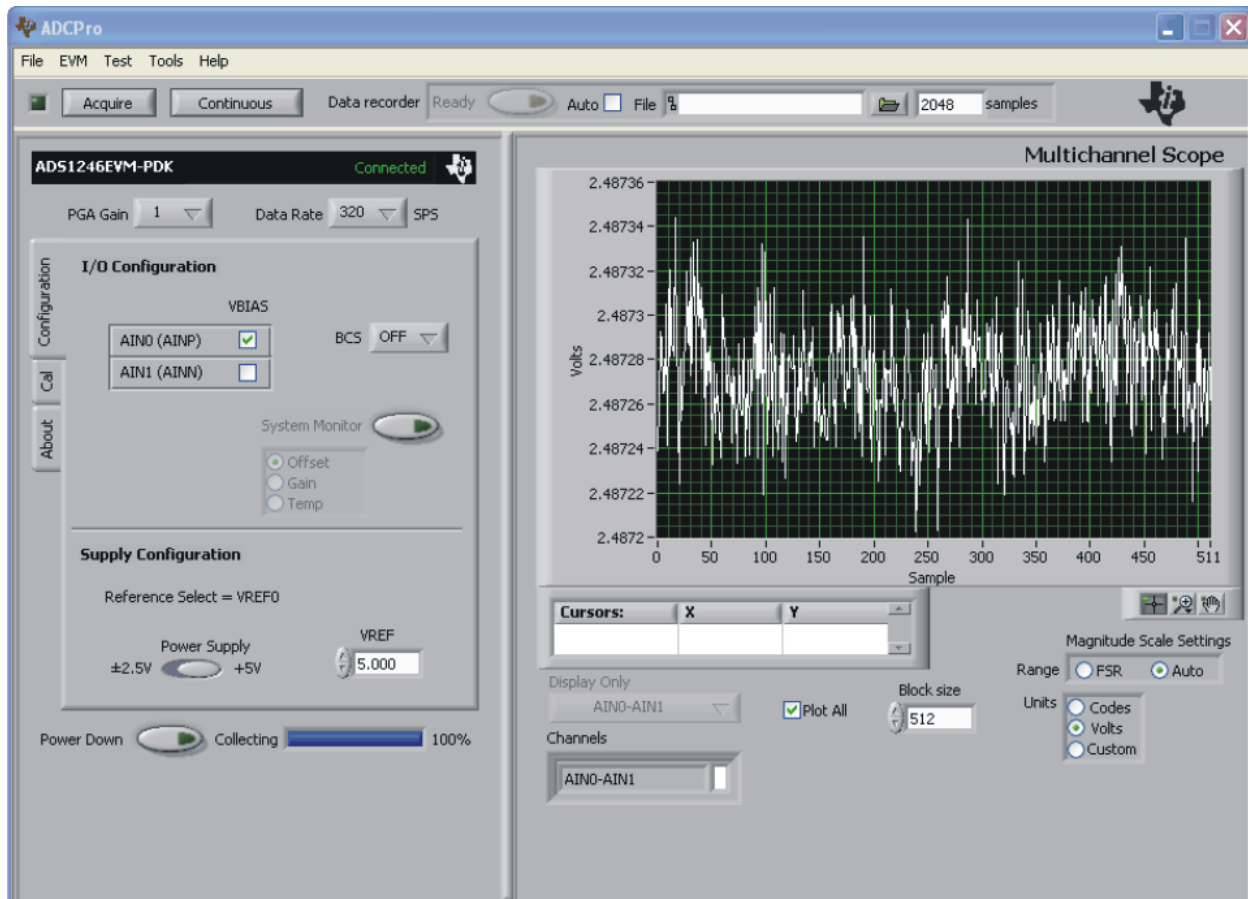 ADCPro
File EVM Test Tools Help
Acquire Continuous Data recorder Ready Auto File 2048 samples
ADS1246EVM-PDK Connected
PGA Gain 1 Data Rate 320 SPS
Configuration
Cal
About
I/O Configuration
VBIAS
AIN0 (AINP)
AIN1 (AINN)
BCS OFF
System Monitor
Offset
Gain
Temp
Supply Configuration
Reference Select = VREF0
Power Supply
±2.5V +5V
VREF
5.000
Power Down Collecting 100%
Multichannel Scope
2.48736
2.48734
2.48732
2.4873
2.48728
2.48726
2.48724
2.48722
2.4872
Volts
0 50 100 150 200 250 300 350 400 450 511
Sample
Cursors: X Y
Magnitude Scale Settings
Range FSR Auto
Units Codes
Volts
Custom
Display Only
AIN0-AIN1
Plot All
Block size
512
Channels
AIN0-AIN1